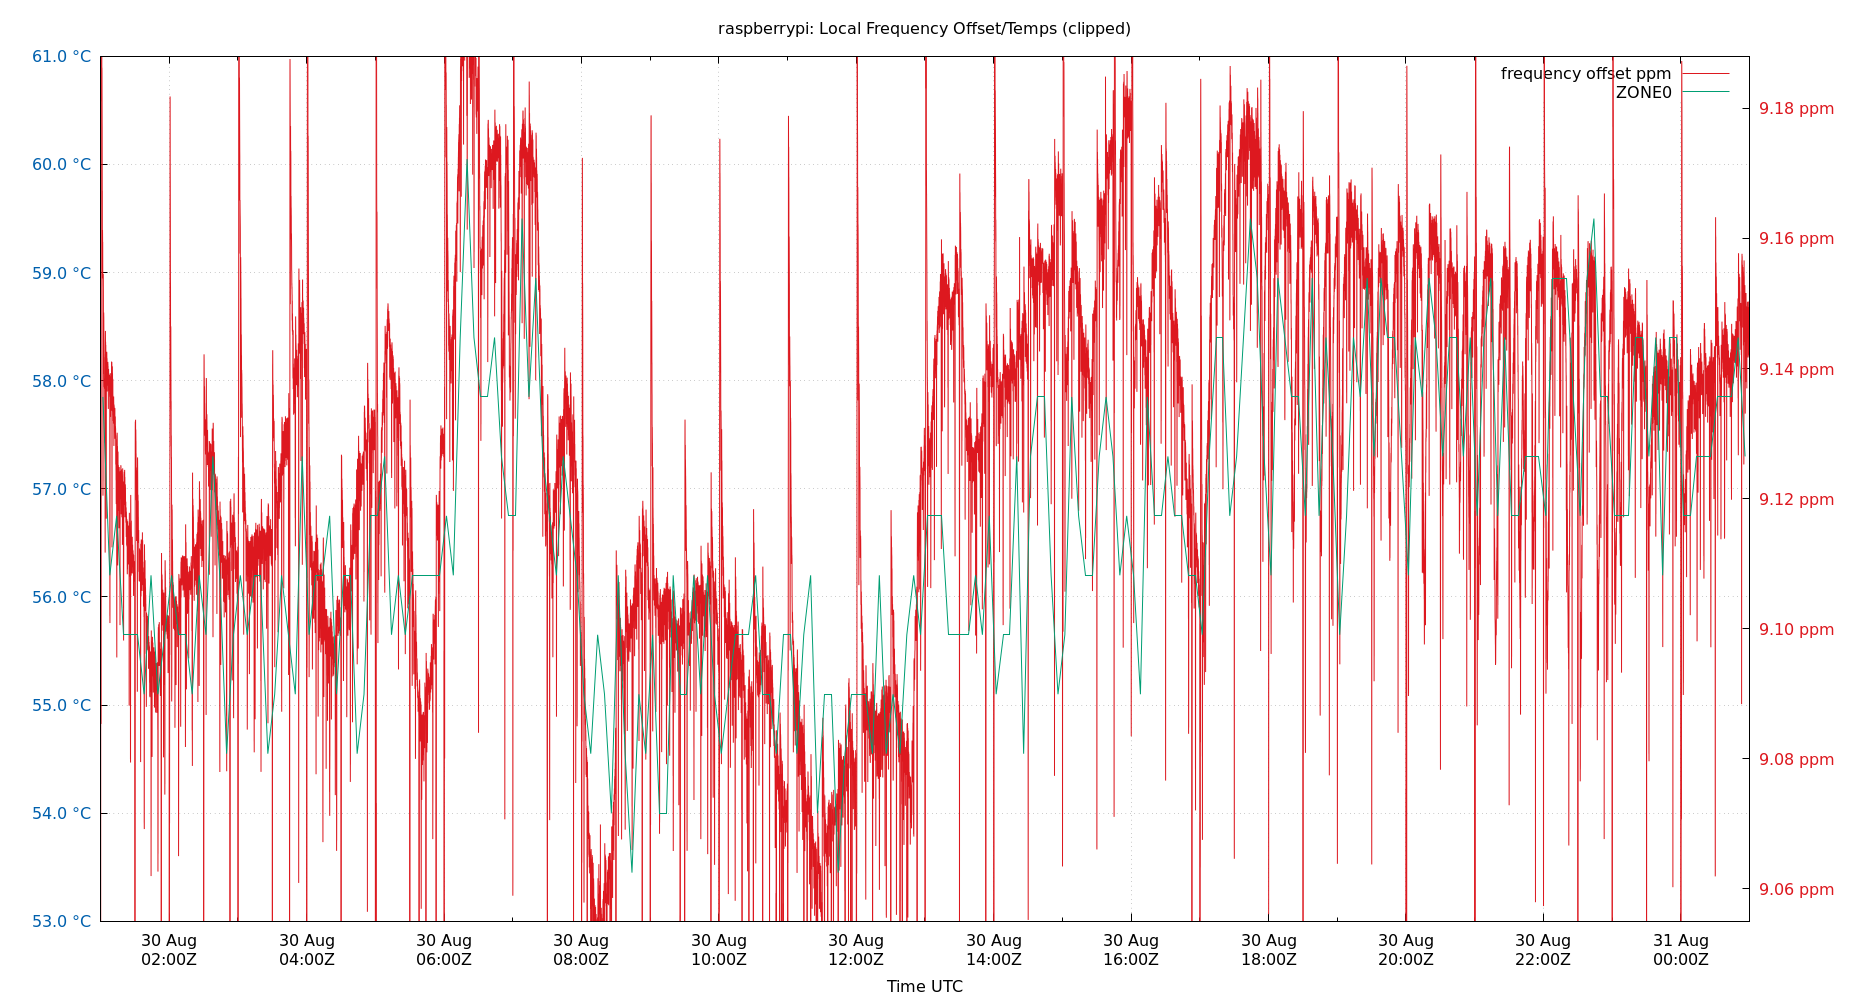 raspberrypi: Local Frequency Offset/Temps (clipped)
61.0 °C
60.0 °C
59.0 °C
58.0 °C
57.0 °C
56.0 °C
55.0 °C
54.0 °C
53.0 °C
frequency offset ppm
ZONE0
9.18 ppm
9.16 ppm
9.14 ppm
9.12 ppm
9.10 ppm
9.08 ppm
9.06 ppm
30 Aug
02:00Z
30 Aug
04:00Z
30 Aug
06:00Z
30 Aug
08:00Z
30 Aug
10:00Z
30 Aug
12:00Z
30 Aug
14:00Z
30 Aug
16:00Z
30 Aug
18:00Z
30 Aug
20:00Z
30 Aug
22:00Z
31 Aug
00:00Z
Time UTC